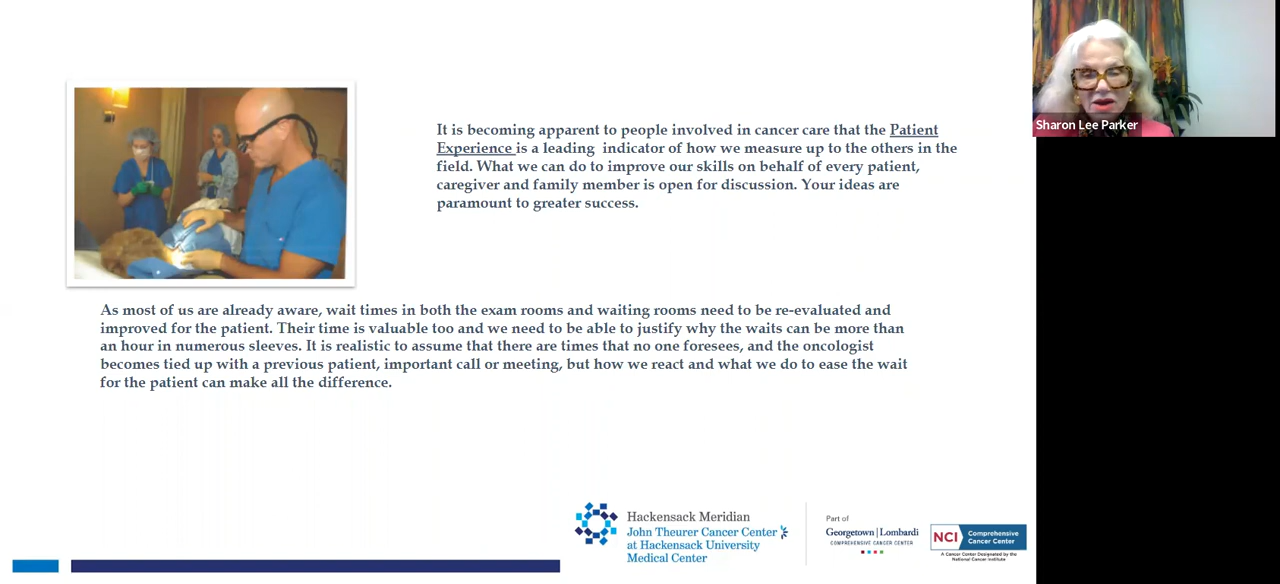 It is becoming apparent to people involved in cancer care that the Patient
Experience is a leading indicator of how we measure up to the others in the
field. What we can do to improve our skills on behalf of every patient,
caregiver and family member is open for discussion. Your ideas are
paramount to greater success.
Sharon Lee Parker
As most of us are already aware, wait times in both the exam rooms and waiting rooms need to be re-evaluated and
improved for the patient. Their time is valuable too and we need to be able to justify why the waits can be more than
an hour in numerous sleeves. It is realistic to assume that there are times that no one foresees, and the oncologist
becomes tied up with a previous patient, important call or meeting, but how we react and what we do to ease the wait
for the patient can make all the difference.
Hackensack Meridian
John Theurer Cancer Center
at Hackensack University
Medical Center
Part of
Georgetown | Lombardi
COMPREHENSIVE CANCER CENTER
NCI
Comprehensive
Cancer Center
A Cancer Center Designated by the
National Cancer Institute